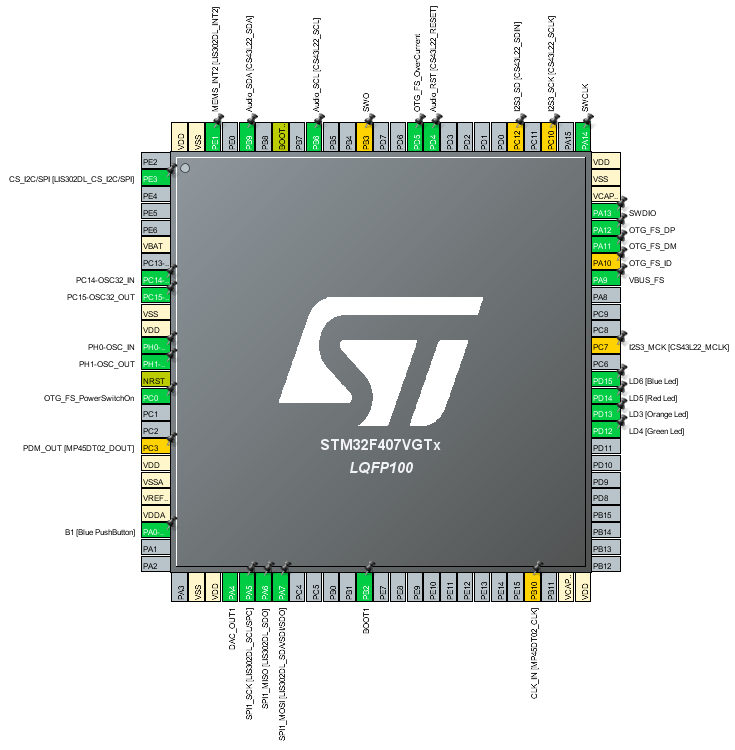 MEMS_INT2 [LIS302DL_INT2]
Audio_SDA [CS43L22_SDA]
Audio_SCL [CS43L22_SCL]
SWO
OTG_FS_OverCurrent
Audio_RST [CS43L22_RESET]
I2S3_SD [CS43L22_SDIN]
I2S3_SCK [CS43L22_SCLK]
SWCLK
VDD
VSS
PE1
PE0
PB9
PB8
BOOT..
PB7
PB6
PB5
PB4
PB3
PD7
PD6
PD5
PD4
PD3
PD2
PD1
PD0
PC12
PC11
PC10
PA15
PA14
PE2
CS_I2C/SPI [LIS302DL_CS_I2C/SPI]
PE3
PE4
PE5
PE6
VBAT
PC13-..
PC14-OSC32_IN
PC14-..
PC15-OSC32_OUT
PC15-..
VSS
VDD
PH0-OSC_IN
PH0-..
PH1-OSC_OUT
PH1-..
NRST
OTG_FS_PowerSwitchOn
PC0
PC1
PC2
PDM_OUT [MP45DT02_DOUT]
PC3
VDD
VSSA
VREF..
VDDA
B1 [Blue PushButton]
PA0-..
PA1
PA2
ST
STM32F407VGTx
LQFP100
VDD
VSS
VCAP..
PA13
SWDIO
PA12
OTG_FS_DP
PA11
OTG_FS_DM
PA10
OTG_FS_ID
PA9
VBUS_FS
PA8
PC9
PC8
PC7
I2S3_MCK [CS43L22_MCLK]
PC6
PD15
LD6 [Blue Led]
PD14
LD5 [Red Led]
PD13
LD3 [Orange Led]
PD12
LD4 [Green Led]
PD11
PD10
PD9
PD8
PB15
PB14
PB13
PB12
PA3
VSS
VDD
PA4
PA5
PA6
PA7
PC4
PC5
PB0
PB1
PB2
PE7
PE8
PE9
PE10
PE11
PE12
PE13
PE14
PE15
PB10
PB11
VCAP..
VDD
DAC_OUT1
SPI1_SCK [LIS302DL_SCL/SPC]
SPI1_MISO [LIS302DL_SDO]
SPI1_MOSI [LIS302DL_SDA/SDI/SDO]
BOOT1
CLK_IN [MP45DT02_CLK]